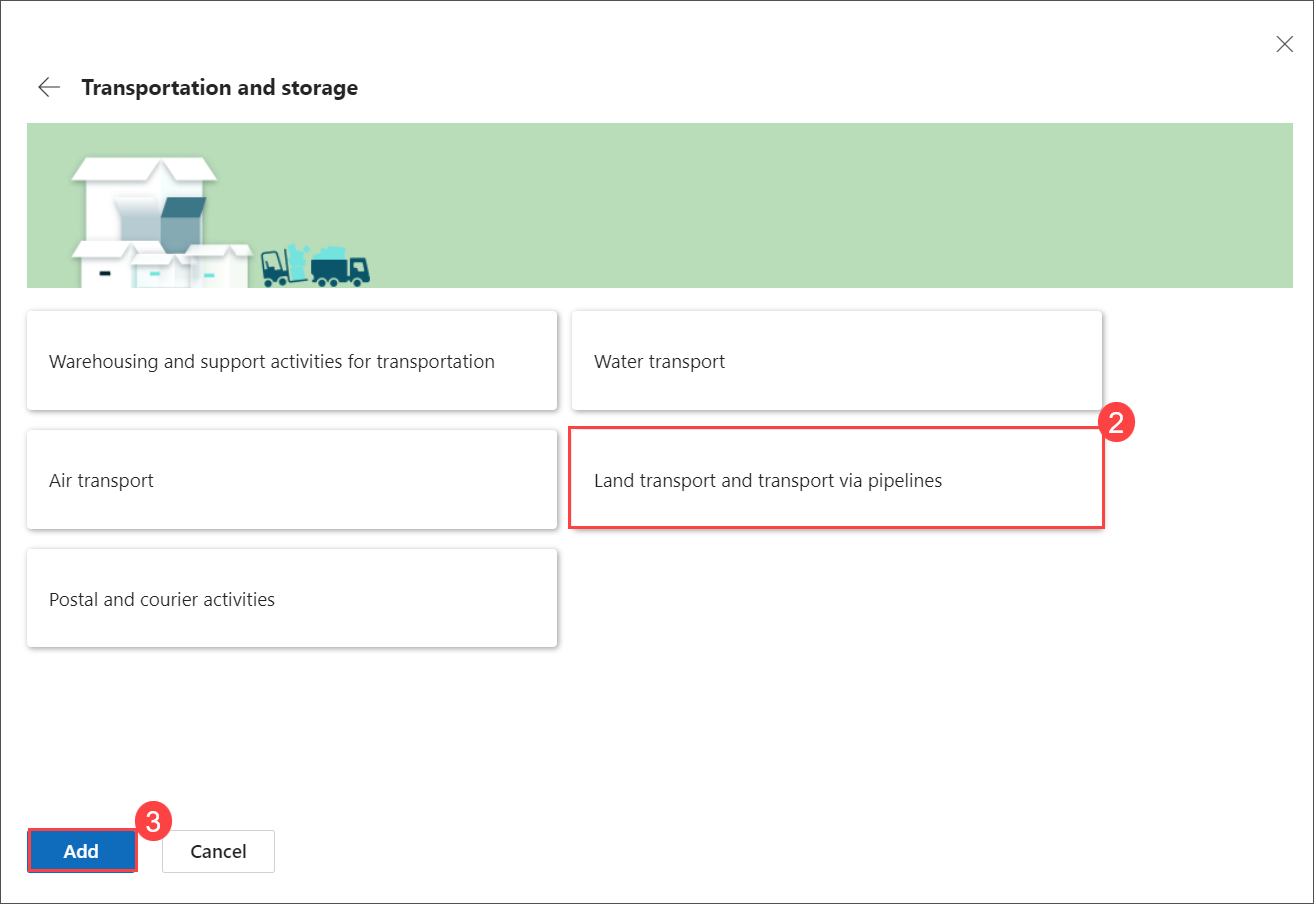 Transportation and storage
Warehousing and support activities for transportation
Water transport
2
Air transport
Land transport and transport via pipelines
Postal and courier activities
3
Add
Cancel